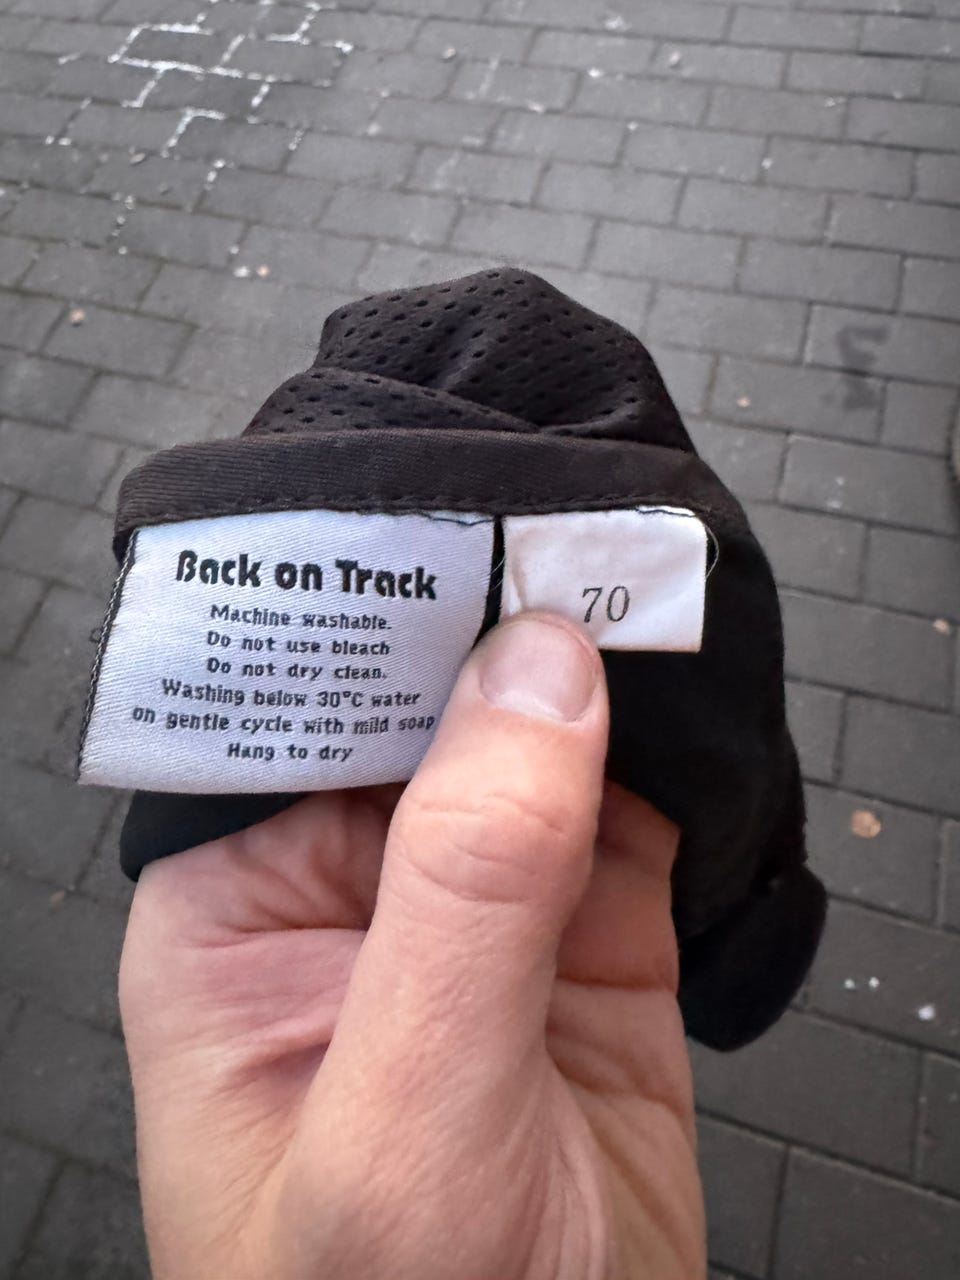 Back on Track
Machine washable.
Do not use bleach
Do not dry clean.
Washing below 30°C water
on gentle cycle with mild soap
Hang to dry
70